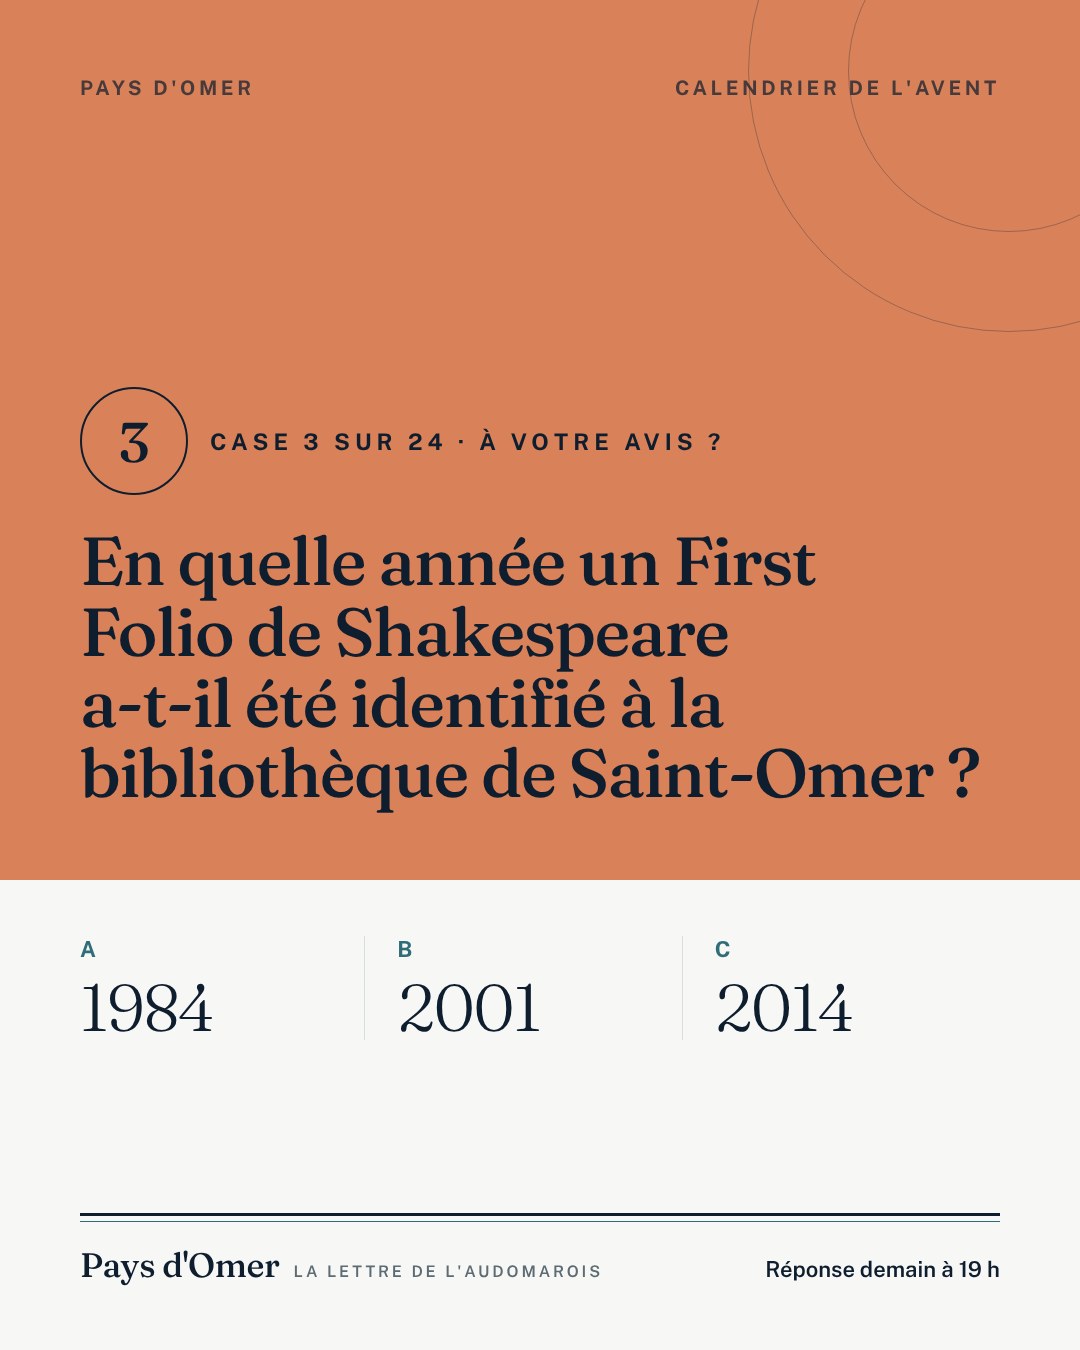 PAYS D'OMER
CALENDRIER DE L'AVENT
3
CASE 3 SUR 24 · À VOTRE AVIS ?
En quelle année un First
Folio de Shakespeare
a-t-il été identifié à la
bibliothèque de Saint-Omer ?
A
1984
B
2001
C
2014
Pays d'Omer LA LETTRE DE L'AUDOMAROIS
Réponse demain à 19 h